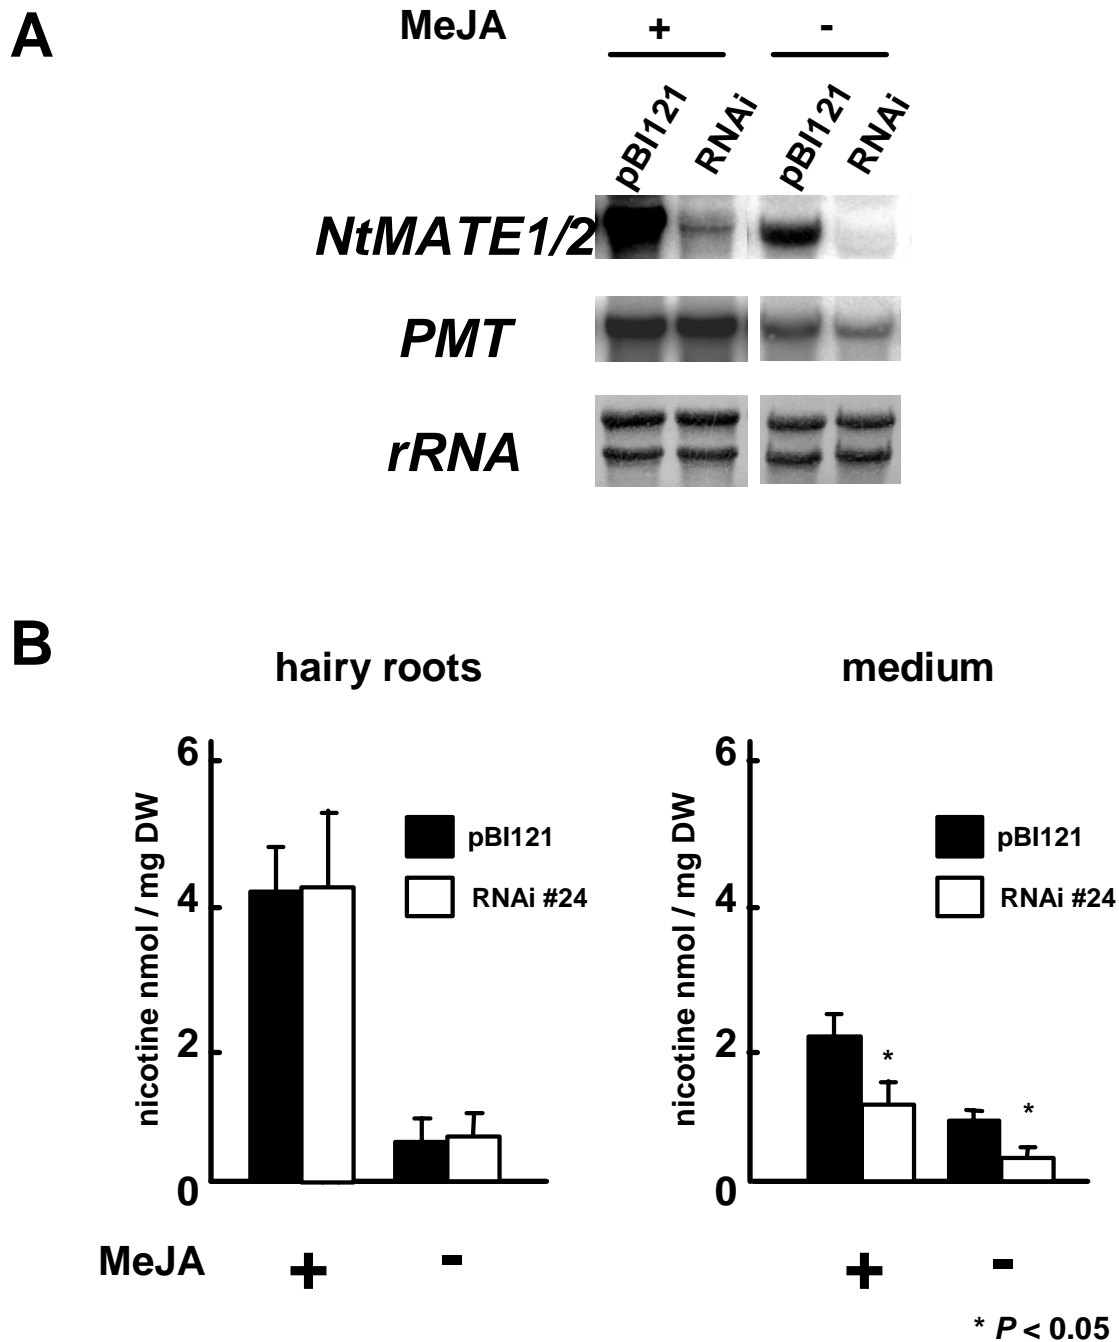 A
MeJA + -
pBI121 RNAi pBI121 RNAi
NtMATE1/2
PMT
rRNA
B
hairy roots
6
4
2
0
nicotine nmol / mg DW
pBI121
RNAi #24
medium
6
4
2
0
nicotine nmol / mg DW
pBI121
RNAi #24
*
*
MeJA + - + -
* P < 0.05